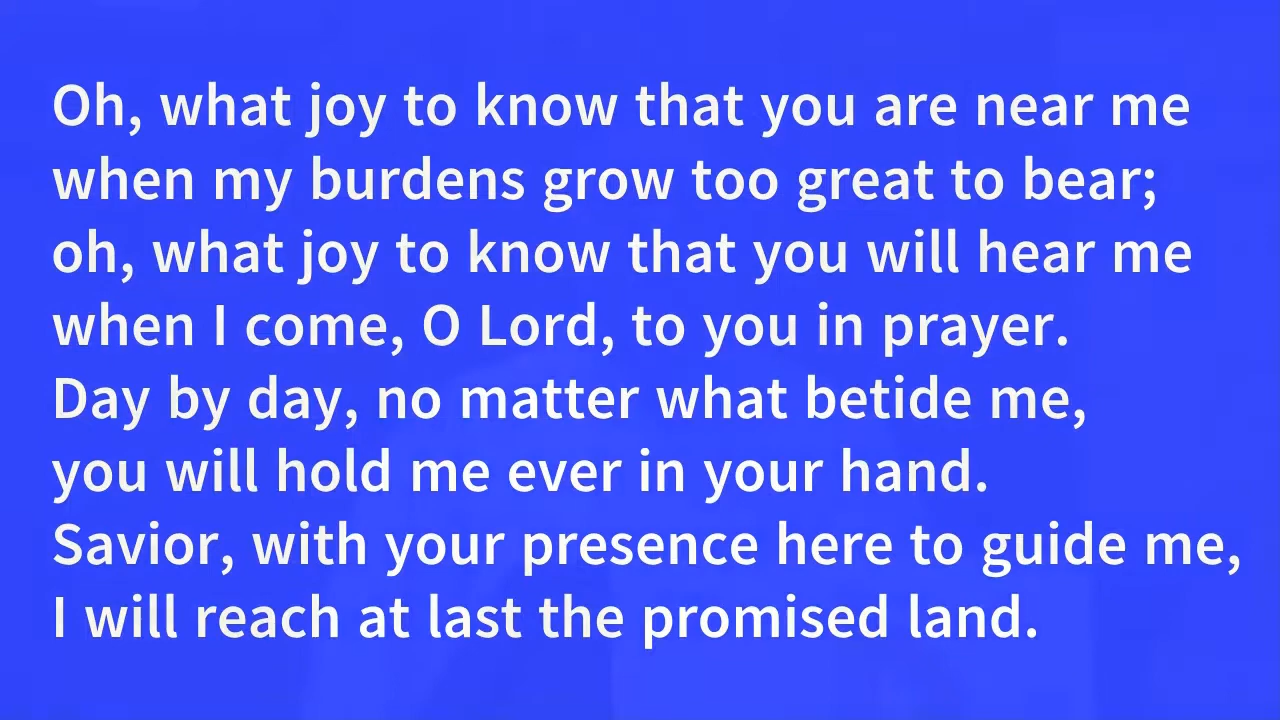 Oh, what joy to know that you are near me
when my burdens grow too great to bear;
oh, what joy to know that you will hear me
when I come, O Lord, to you in prayer.
Day by day, no matter what betide me,
you will hold me ever in your hand.
Savior, with your presence here to guide me,
I will reach at last the promised land.